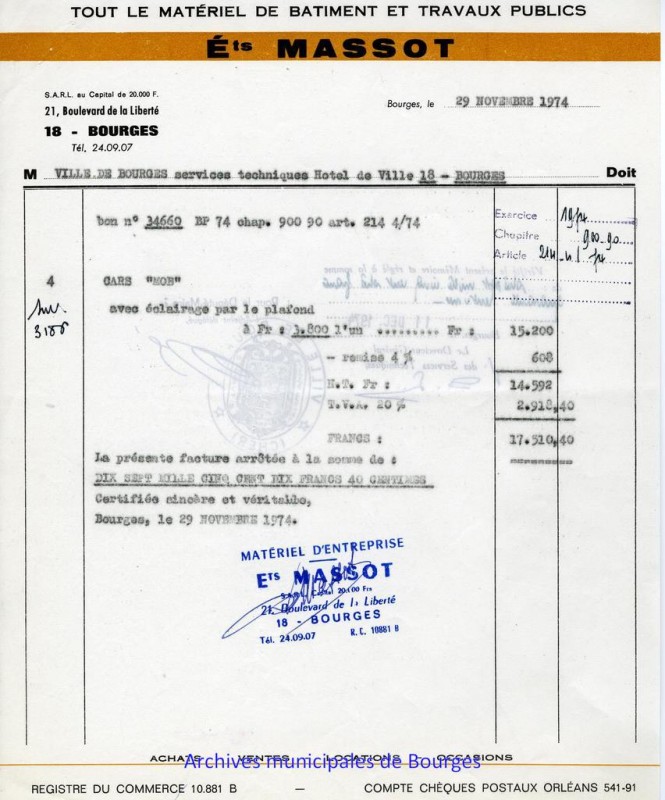 TOUT LE MATÉRIEL DE BATIMENT ET TRAVAUX PUBLICS
Éts MASSOT
S.A.R.L. au Capital de 20.000 F.
21, Boulevard de la Liberté
18 - BOURGES
Tél. 24.09.07
Bourges, le 29 NOVEMBRE 1974
M VILLE DE BOURGES services techniques Hotel de Ville 18 - BOURGES Doit
bon n° 34660 BP 74 chap. 900 90 art. 214 4/74
Exercice 1974
Chapitre 900-90
Article 214-41
4 CARS "MOB"
avec éclairage par le plafond
à Fr : 3.800 l'un ......... Fr : 15.200
- remise 4 % 608
H.T. Fr : 14.592
T.V.A. 20 % 2.918,40
FRANCS : 17.510,40
La présente facture arrêtée à la somme de :
DIX SEPT MILLE CINQ CENT DIX FRANCS 40 CENTIMES
Certifiée sincère et véritable,
Bourges, le 29 NOVEMBRE 1974.
MATÉRIEL D'ENTREPRISE
Ets MASSOT
S.A.R.L. Capital 20.000 Frs
21, Boulevard de la Liberté
18 - BOURGES
Tél. 24.09.07 R.C. 10881 B
ACHATS VENTES LOCATIONS OCCASIONS
Archives municipales de Bourges
REGISTRE DU COMMERCE 10.881 B — COMPTE CHÈQUES POSTAUX ORLÉANS 541-91